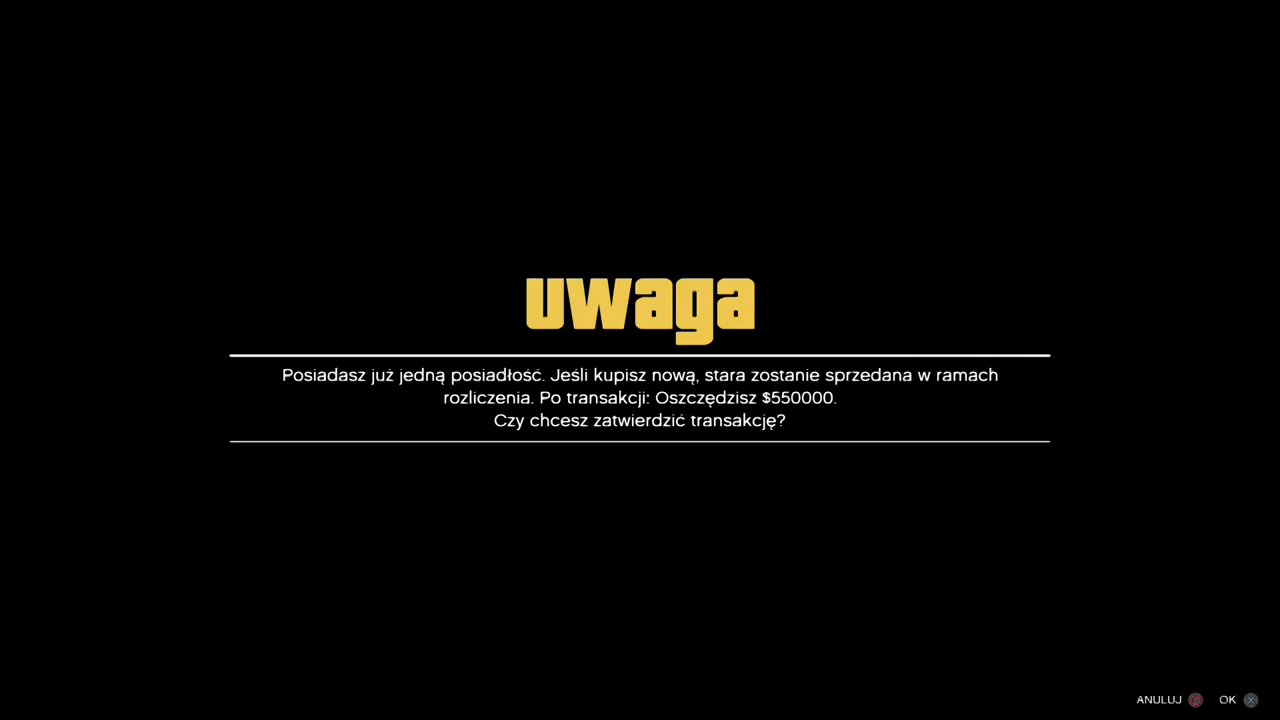 uwaga
Posiadasz już jedną posiadłość. Jeśli kupisz nową, stara zostanie sprzedana w ramach
rozliczenia. Po transakcji: Oszczędzisz $550000.
Czy chcesz zatwierdzić transakcję?
ANULUJ OK